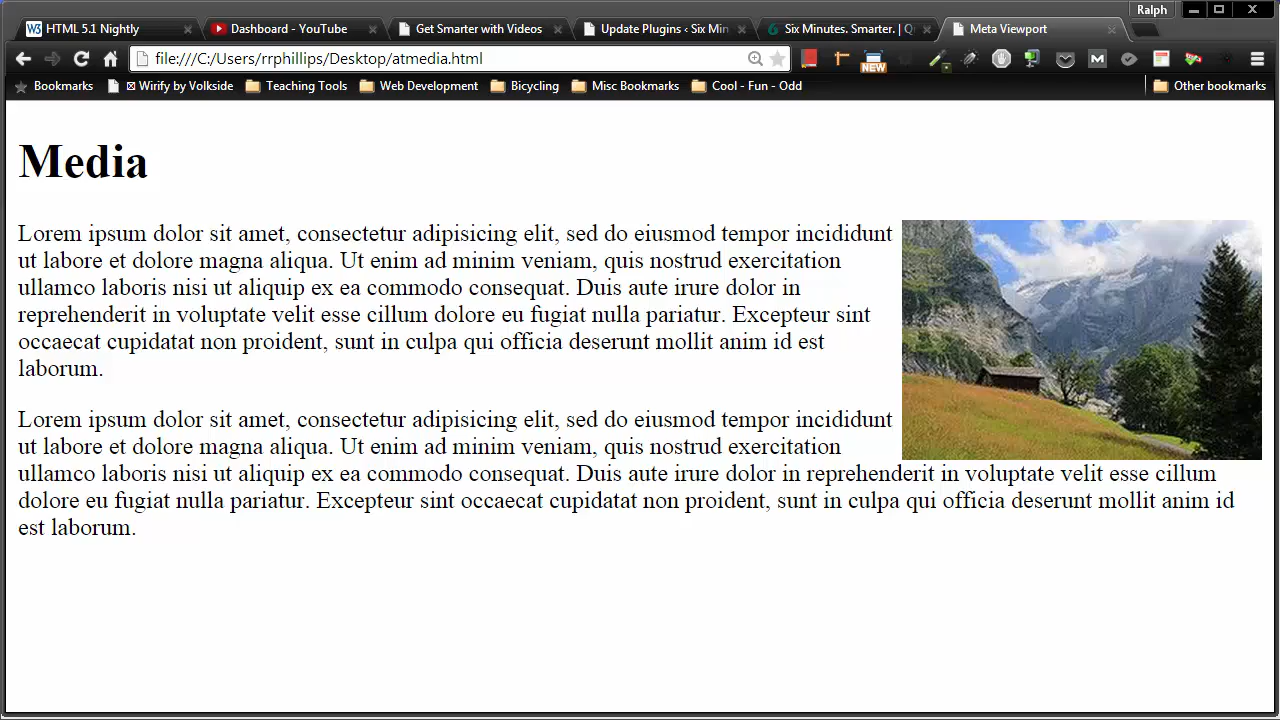 Ralph
W3 HTML 5.1 Nightly
Dashboard - YouTube
Get Smarter with Videos
Update Plugins ‹ Six Min
Six Minutes. Smarter. | Q
Meta Viewport
file:///C:/Users/rrphillips/Desktop/atmedia.html
NEW
M
Bookmarks
Wirify by Volkside
Teaching Tools
Web Development
Bicycling
Misc Bookmarks
Cool - Fun - Odd
Other bookmarks
Media
Lorem ipsum dolor sit amet, consectetur adipisicing elit, sed do eiusmod tempor incididunt
ut labore et dolore magna aliqua. Ut enim ad minim veniam, quis nostrud exercitation
ullamco laboris nisi ut aliquip ex ea commodo consequat. Duis aute irure dolor in
reprehenderit in voluptate velit esse cillum dolore eu fugiat nulla pariatur. Excepteur sint
occaecat cupidatat non proident, sunt in culpa qui officia deserunt mollit anim id est
laborum.
Lorem ipsum dolor sit amet, consectetur adipisicing elit, sed do eiusmod tempor incididunt
ut labore et dolore magna aliqua. Ut enim ad minim veniam, quis nostrud exercitation
ullamco laboris nisi ut aliquip ex ea commodo consequat. Duis aute irure dolor in reprehenderit in voluptate velit esse cillum
dolore eu fugiat nulla pariatur. Excepteur sint occaecat cupidatat non proident, sunt in culpa qui officia deserunt mollit anim id
est laborum.